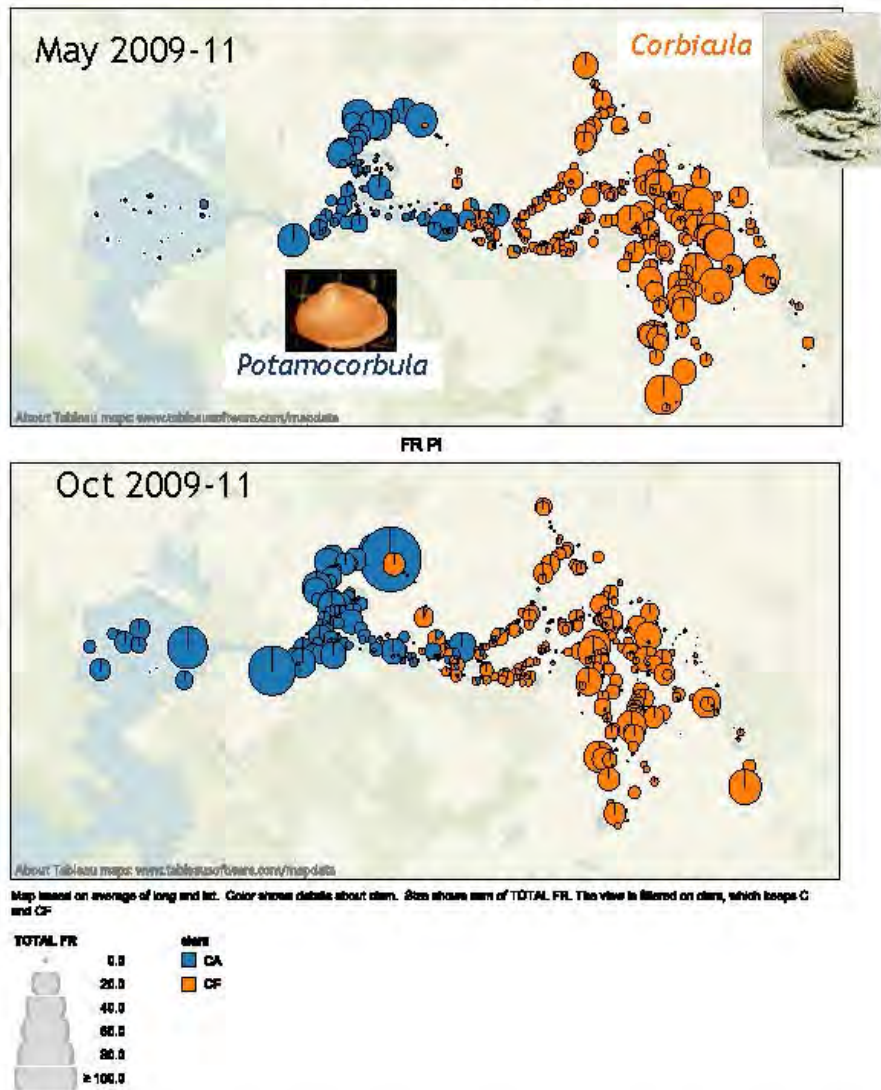 May 2009-11
Corbicula
Potamocorbula
About Tableau maps: www.tableausoftware.com/mapdata
FR PI
Oct 2009-11
About Tableau maps: www.tableausoftware.com/mapdata
Map based on average of long and lat. Color shows details about clam. Size shows sum of TOTAL FR. The view is filtered on clam, which keeps C
and CF
TOTAL FR
0.0
20.0
40.0
60.0
80.0
≥ 100.0
clam
CA
CF